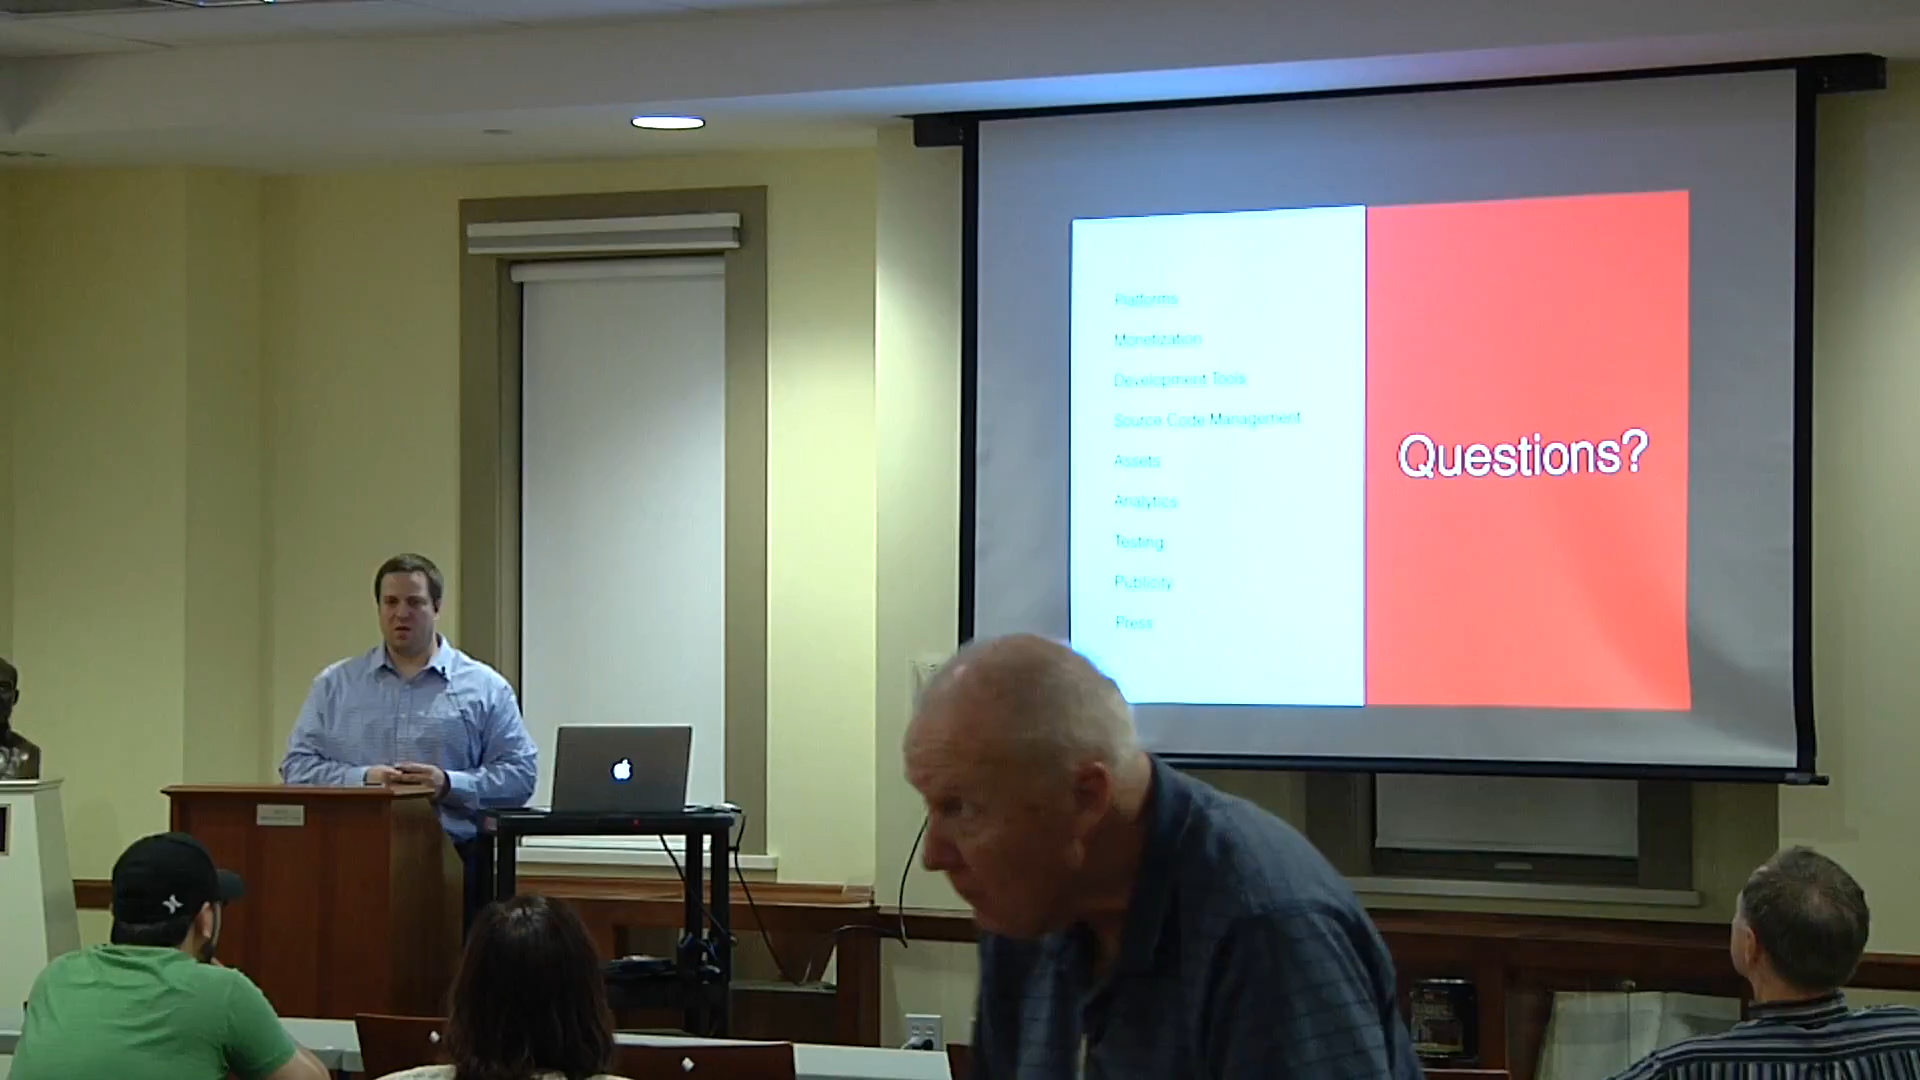 Platforms
Monetization
Development Tools
Source Code Management
Assets
Analytics
Testing
Publicity
Press
Questions?